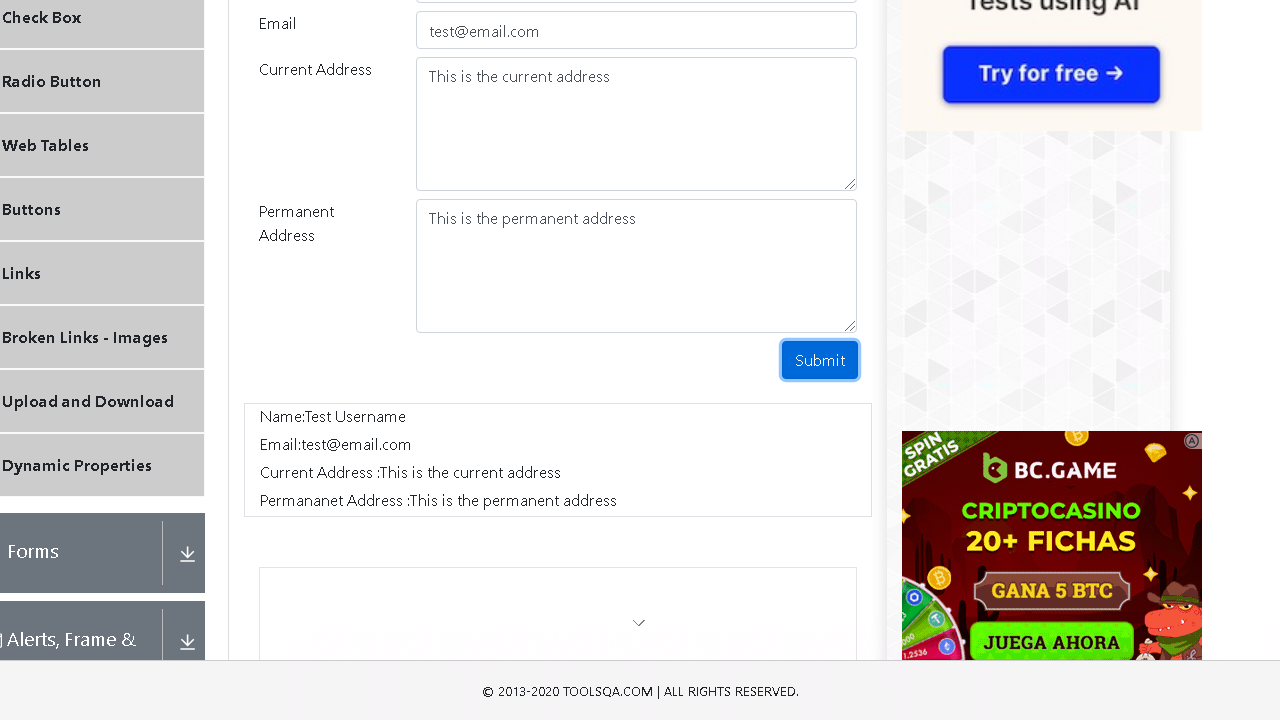 Check Box
Radio Button
Web Tables
Buttons
Links
Broken Links - Images
Upload and Download
Dynamic Properties
Forms
Alerts, Frame &
Email
test@email.com
Current Address
This is the current address
Permanent
Address
This is the permanent address
Submit
Name:Test Username
Email:test@email.com
Current Address :This is the current address
Permananet Address :This is the permanent address
Tests using AI
Try for free →
SPIN
GRATIS
BC.GAME
CRIPTOCASINO
20+ FICHAS
GANA 5 BTC
JUEGA AHORA
© 2013-2020 TOOLSQA.COM | ALL RIGHTS RESERVED.